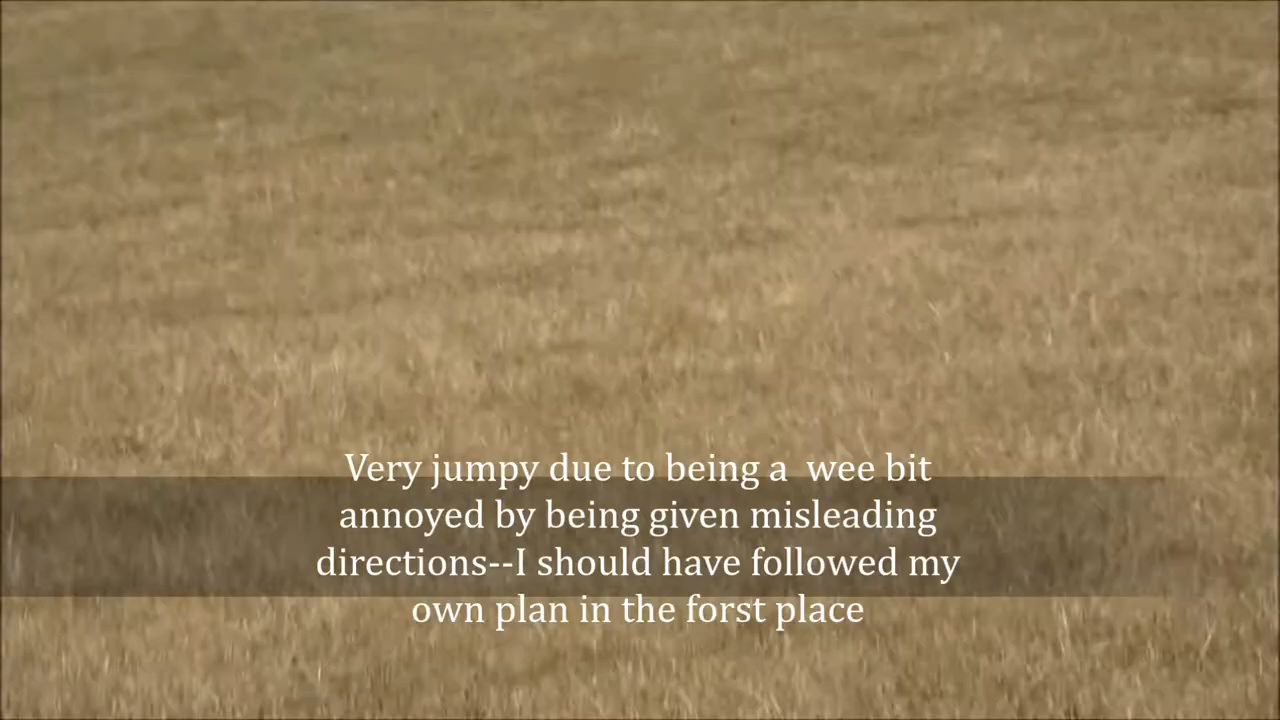 Very jumpy due to being a  wee bit
annoyed by being given misleading
directions--I should have followed my
own plan in the forst place